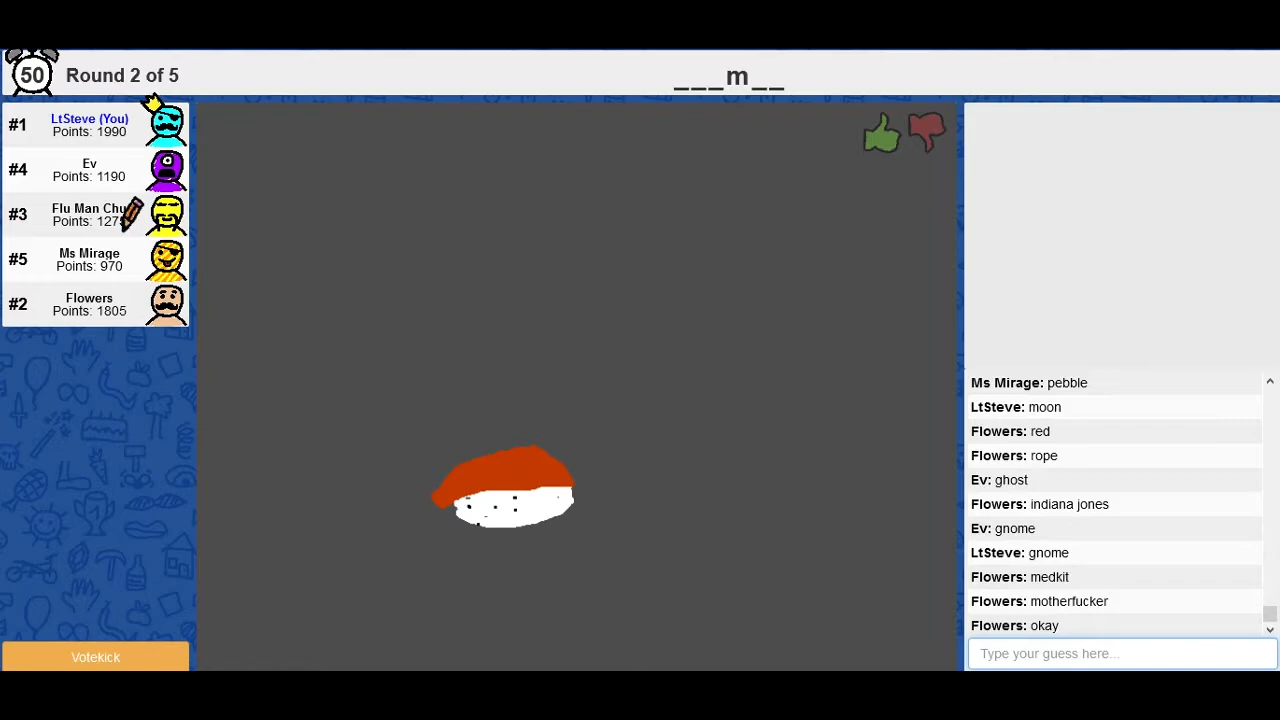 50 Round 2 of 5
___m__
#1 LtSteve (You)
Points: 1990
#4 Ev
Points: 1190
#3 Flu Man Chu
Points: 127
#5 Ms Mirage
Points: 970
#2 Flowers
Points: 1805
Votekick
Ms Mirage: pebble
LtSteve: moon
Flowers: red
Flowers: rope
Ev: ghost
Flowers: indiana jones
Ev: gnome
LtSteve: gnome
Flowers: medkit
Flowers: motherfucker
Flowers: okay
Type your guess here...